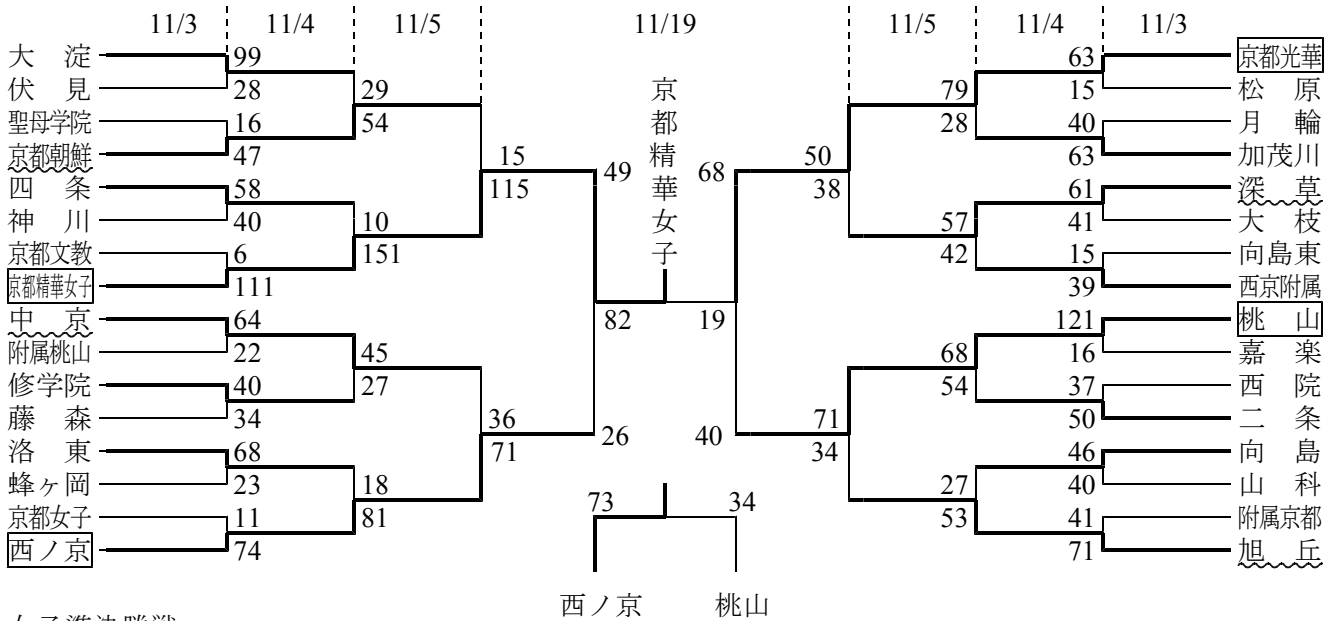 11/3 11/4 11/5 11/19 11/5 11/4 11/3
大淀 99 63 京都光華
伏見 28 29 79 15 松原
聖母学院 16 54 28 40 月輪
京都朝鮮 47 63 加茂川
15 49 京都精華女子 68 50
四条 58 115 38 61 深草
神川 40 10 57 41 大枝
京都文教 6 151 42 15 向島東
京都精華女子 111 39 西京附属
中京 64 82 19 121 桃山
附属桃山 22 45 68 16 嘉楽
修学院 40 27 54 37 西院
藤森 34 36 71 50 二条
洛東 68 71 26 40 34 46 向島
蜂ヶ岡 23 18 27 40 山科
京都女子 11 81 73 34 53 41 附属京都
西ノ京 74 71 旭丘
西ノ京 桃山
女子準決勝戦